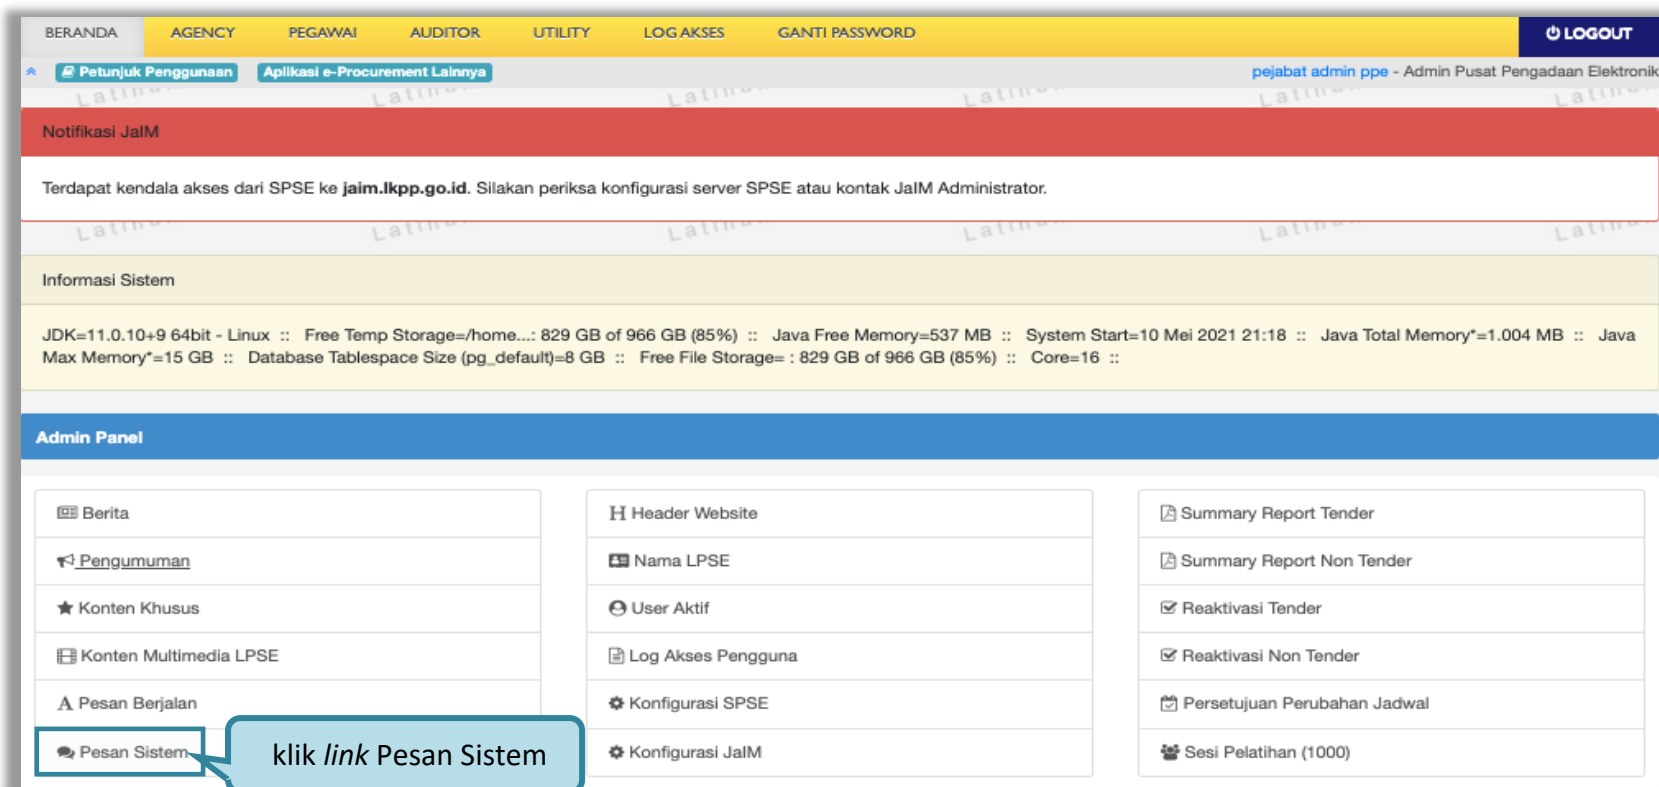 BERANDA AGENCY PEGAWAI AUDITOR UTILITY LOG AKSES GANTI PASSWORD LOGOUT
Petunjuk Penggunaan Aplikasi e-Procurement Lainnya pejabat admin ppe - Admin Pusat Pengadaan Elektronik
Notifikasi JaIM
Terdapat kendala akses dari SPSE ke jaim.lkpp.go.id. Silakan periksa konfigurasi server SPSE atau kontak JaIM Administrator.
Informasi Sistem
JDK=11.0.10+9 64bit - Linux :: Free Temp Storage=/home...: 829 GB of 966 GB (85%) :: Java Free Memory=537 MB :: System Start=10 Mei 2021 21:18 :: Java Total Memory*=1.004 MB :: Java
Max Memory*=15 GB :: Database Tablespace Size (pg_default)=8 GB :: Free File Storage= : 829 GB of 966 GB (85%) :: Core=16 ::
Admin Panel
Berita
Pengumuman
Konten Khusus
Konten Multimedia LPSE
A Pesan Berjalan
Pesan Sistem
klik link Pesan Sistem
H Header Website
Nama LPSE
User Aktif
Log Akses Pengguna
Konfigurasi SPSE
Konfigurasi JaIM
Summary Report Tender
Summary Report Non Tender
Reaktivasi Tender
Reaktivasi Non Tender
Persetujuan Perubahan Jadwal
Sesi Pelatihan (1000)